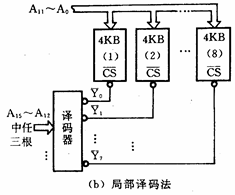 A₁₁～A₀
4KB
(1)
CS
4KB
(2)
CS
…
4KB
(8)
CS
A₁₅～A₁₂
中任
三根
⋮
译码器
Y₀
Y₁
⋮
Y₇
(b) 局部译码法